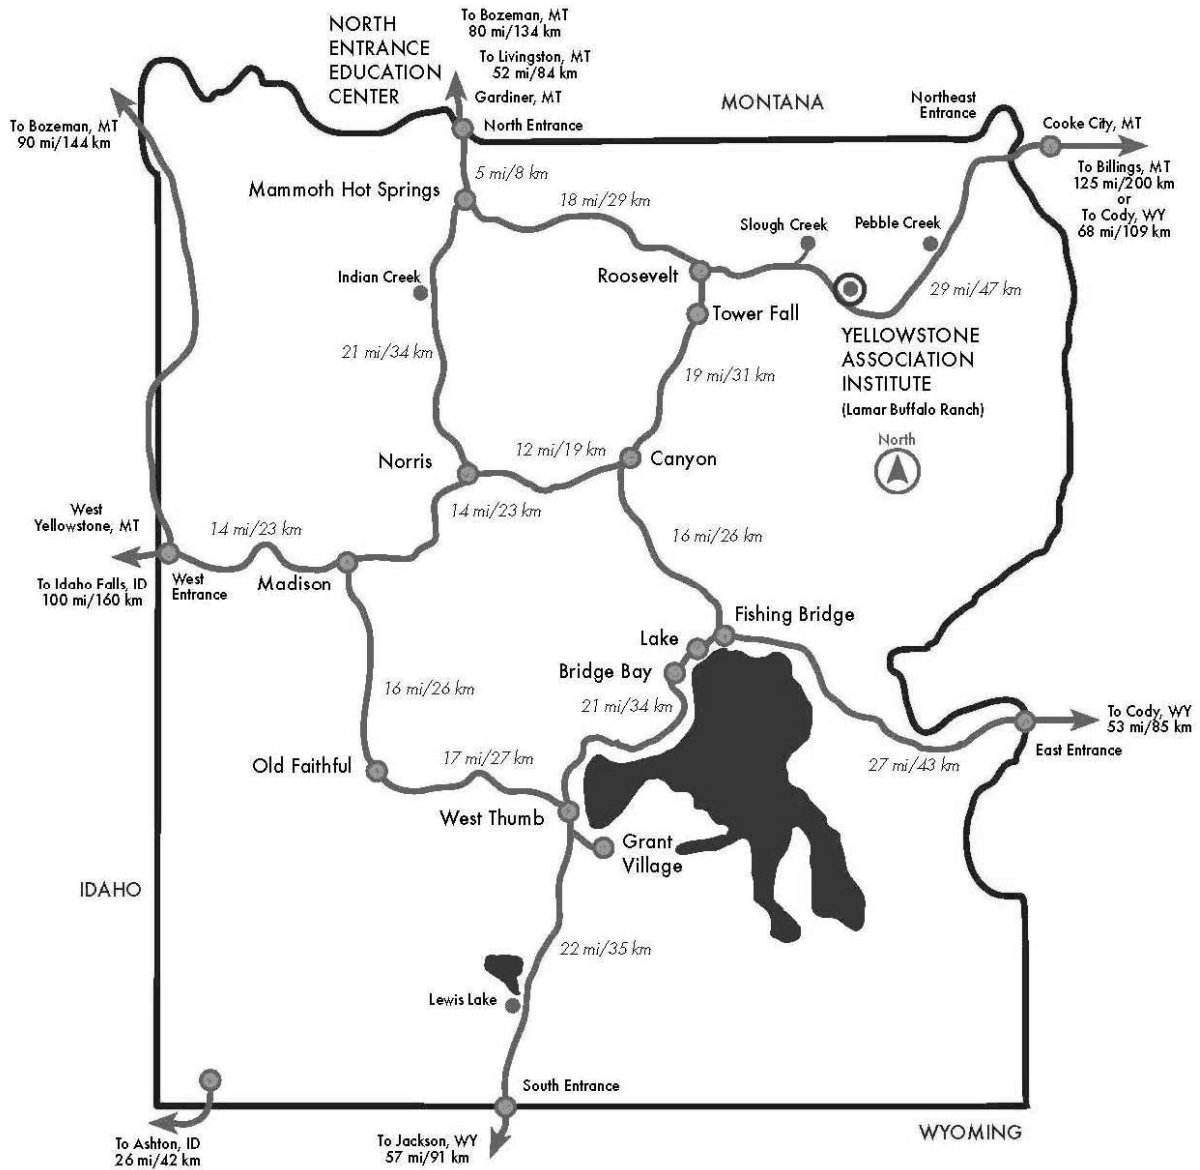 To Bozeman, MT
80 mi/134 km
NORTH
ENTRANCE
EDUCATION
CENTER
To Livingston, MT
52 mi/84 km
Gardiner, MT
North Entrance
MONTANA
Northeast
Entrance
Cooke City, MT
To Bozeman, MT
90 mi/144 km
To Billings, MT
125 mi/200 km
or
To Cody, WY
68 mi/109 km
5 mi/8 km
Mammoth Hot Springs
18 mi/29 km
Slough Creek
Pebble Creek
Indian Creek
Roosevelt
29 mi/47 km
Tower Fall
YELLOWSTONE
ASSOCIATION
INSTITUTE
(Lamar Buffalo Ranch)
21 mi/34 km
19 mi/31 km
North
Norris
12 mi/19 km
Canyon
West
Yellowstone, MT
14 mi/23 km
14 mi/23 km
16 mi/26 km
To Idaho Falls, ID
100 mi/160 km
West
Entrance
Madison
Fishing Bridge
Lake
Bridge Bay
16 mi/26 km
21 mi/34 km
To Cody, WY
53 mi/85 km
East Entrance
Old Faithful
17 mi/27 km
27 mi/43 km
West Thumb
Grant
Village
IDAHO
22 mi/35 km
Lewis Lake
South Entrance
To Ashton, ID
26 mi/42 km
To Jackson, WY
57 mi/91 km
WYOMING